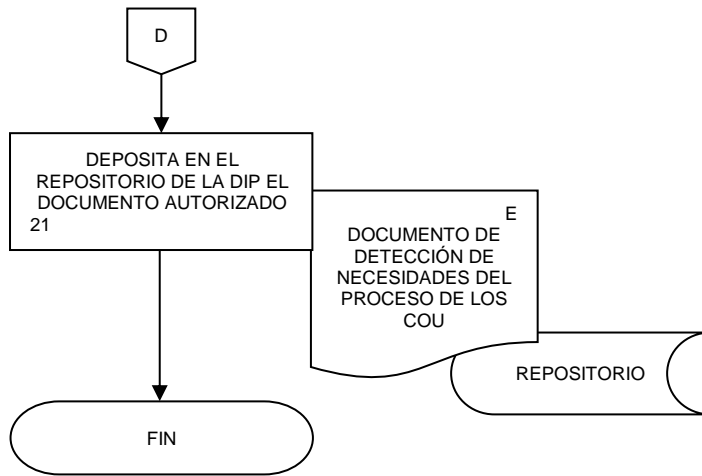 D
DEPOSITA EN EL
REPOSITORIO DE LA DIP EL
DOCUMENTO AUTORIZADO
21
E
DOCUMENTO DE
DETECCIÓN DE
NECESIDADES DEL
PROCESO DE LOS
COU
REPOSITORIO
FIN